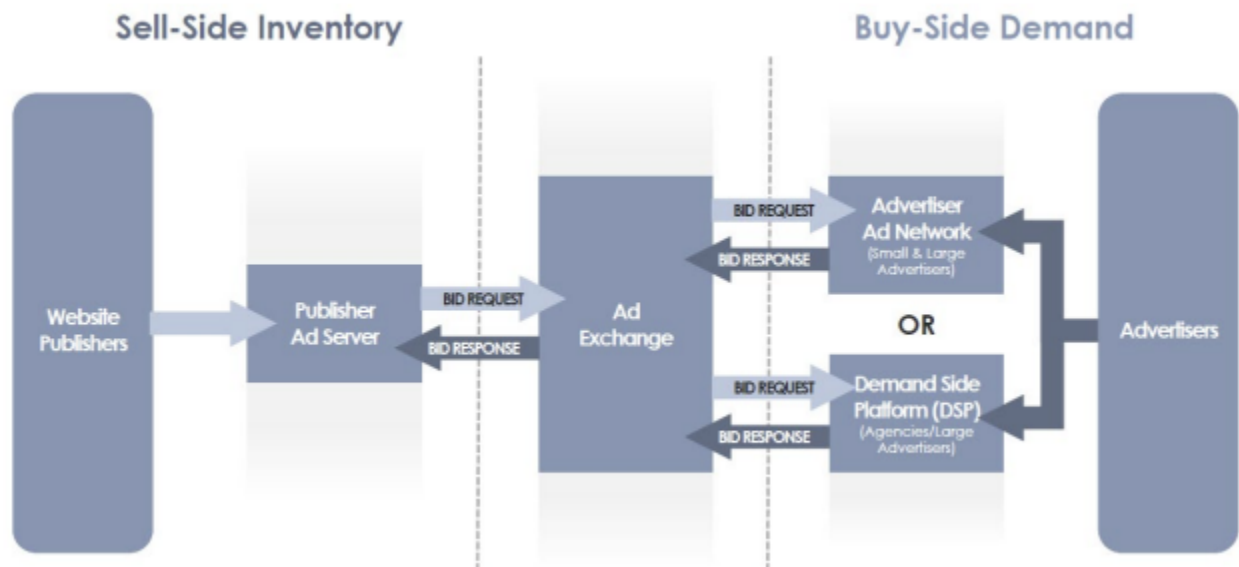 Sell-Side Inventory
Buy-Side Demand
Website
Publishers
Publisher
Ad Server
BID REQUEST
BID RESPONSE
Ad
Exchange
BID REQUEST
BID RESPONSE
BID REQUEST
BID RESPONSE
Advertiser
Ad Network
(Small & Large
Advertisers)
OR
Demand Side
Platform (DSP)
(Agencies/Large
Advertisers)
Advertisers